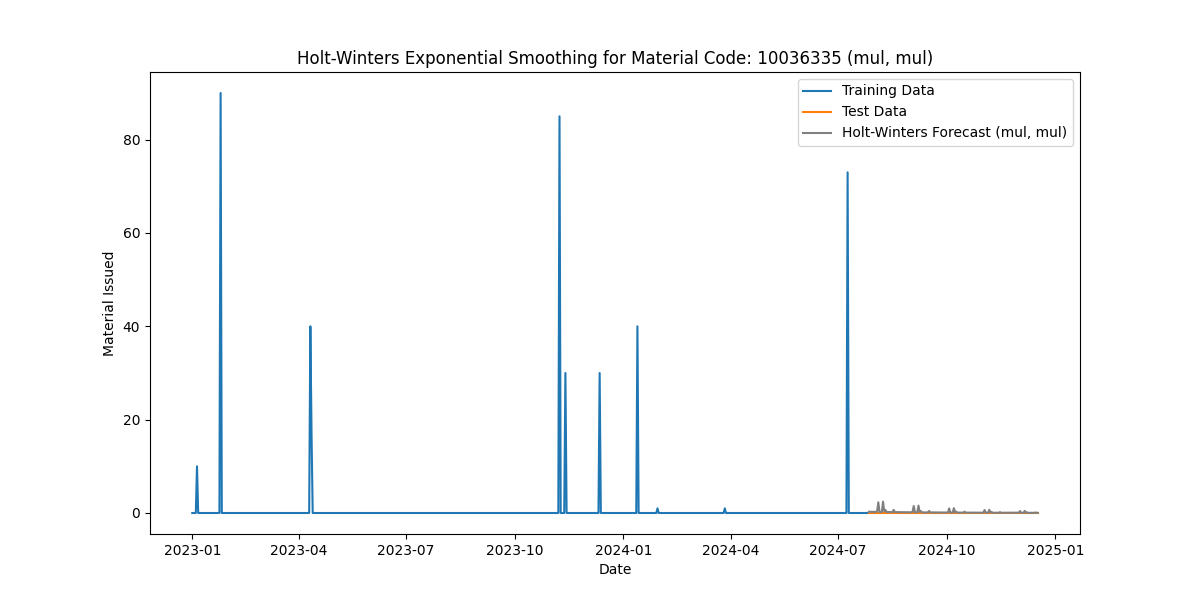 Holt-Winters Exponential Smoothing for Material Code: 10036335 (mul, mul)
Training Data
Test Data
Holt-Winters Forecast (mul, mul)
Material Issued
80
60
40
20
0
2023-01 2023-04 2023-07 2023-10 2024-01 2024-04 2024-07 2024-10 2025-01
Date